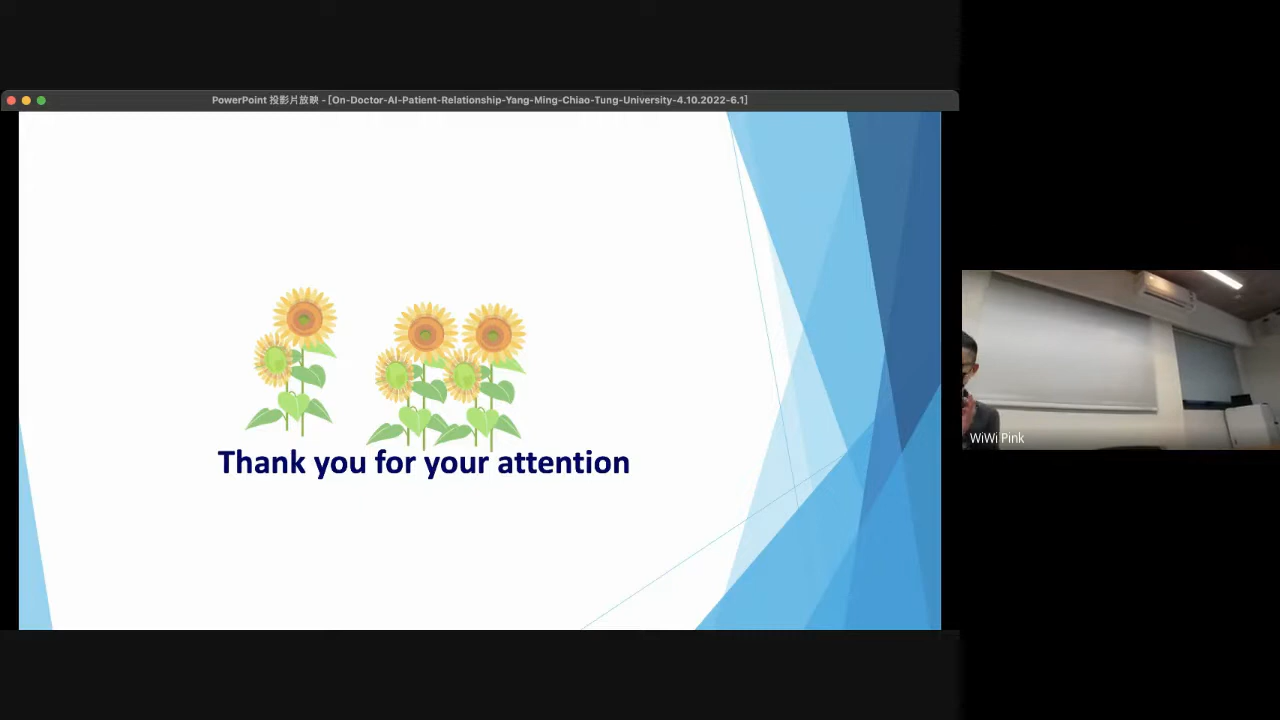 PowerPoint 投影片放映 - [On-Doctor-AI-Patient-Relationship-Yang-Ming-Chiao-Tung-University-4.10.2022-6.1]
Thank you for your attention
WiWi Pink